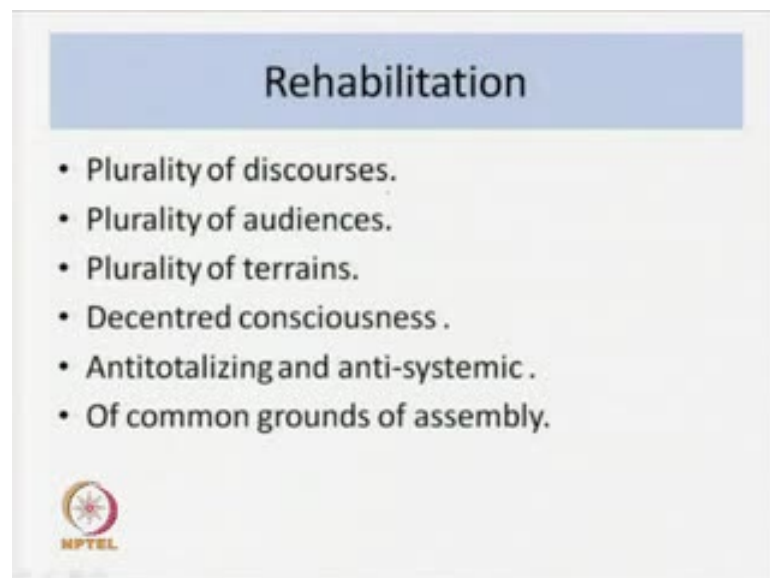 Rehabilitation
• Plurality of discourses.
• Plurality of audiences.
• Plurality of terrains.
• Decentred consciousness .
• Antitotalizing and anti-systemic .
• Of common grounds of assembly.
NPTEL